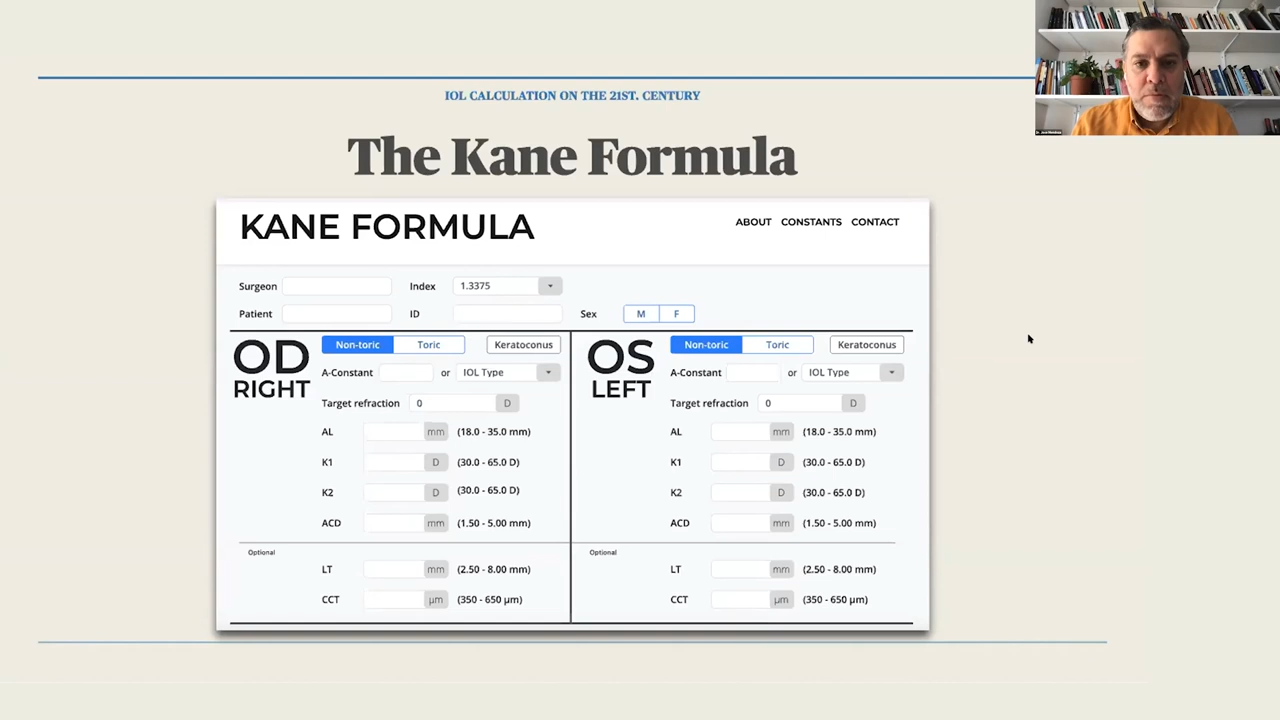 IOL CALCULATION ON THE 21ST. CENTURY
The Kane Formula
KANE FORMULA
ABOUT CONSTANTS CONTACT
Surgeon Index 1.3375
Patient ID Sex M F
OD
RIGHT
Non-toric Toric Keratoconus
A-Constant or IOL Type
Target refraction 0 D
AL mm (18.0 - 35.0 mm)
K1 D (30.0 - 65.0 D)
K2 D (30.0 - 65.0 D)
ACD mm (1.50 - 5.00 mm)
Optional
LT mm (2.50 - 8.00 mm)
CCT µm (350 - 650 µm)
OS
LEFT
Non-toric Toric Keratoconus
A-Constant or IOL Type
Target refraction 0 D
AL mm (18.0 - 35.0 mm)
K1 D (30.0 - 65.0 D)
K2 D (30.0 - 65.0 D)
ACD mm (1.50 - 5.00 mm)
Optional
LT mm (2.50 - 8.00 mm)
CCT µm (350 - 650 µm)